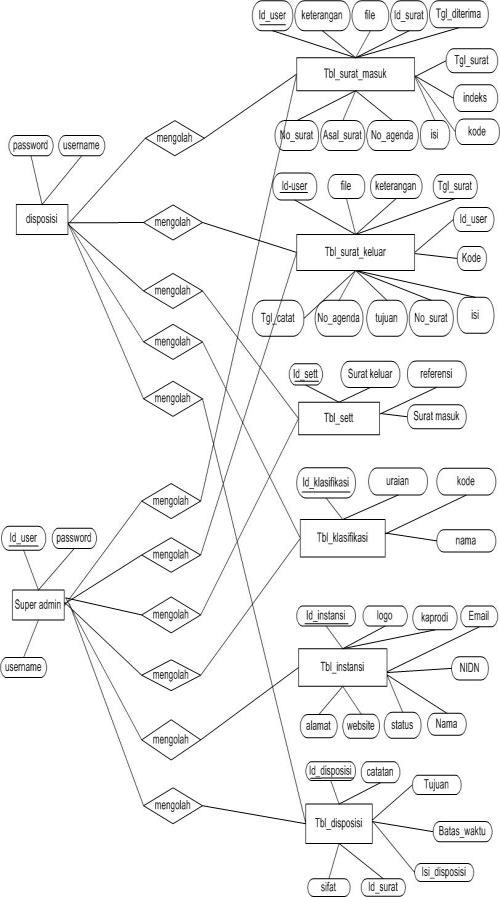 Id_user
keterangan
file
Id_surat
Tgl_diterima
Tbl_surat_masuk
Tgl_surat
indeks
kode
No_surat
Asal_surat
No_agenda
isi
mengolah
password
username
disposisi
mengolah
Id-user
file
keterangan
Tgl_surat
Id_user
Tbl_surat_keluar
Kode
mengolah
Tgl_catat
No_agenda
tujuan
No_surat
isi
mengolah
mengolah
Id_sett
Surat keluar
referensi
Tbl_sett
Surat masuk
mengolah
Id_klasifikasi
uraian
kode
Tbl_klasifikasi
nama
Id_user
password
Super admin
username
mengolah
mengolah
mengolah
Id_instansi
logo
kaprodi
Email
Tbl_instansi
NIDN
alamat
website
status
Nama
mengolah
mengolah
Id_disposisi
catatan
Tujuan
Tbl_disposisi
Batas_waktu
Isi_disposisi
sifat
Id_surat